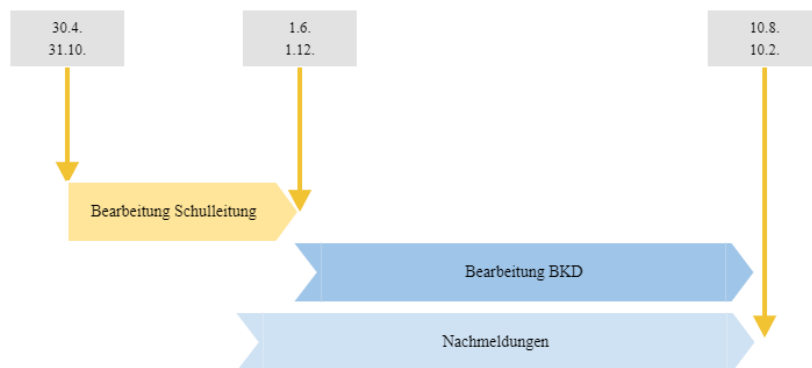 30.4.
31.10.
1.6.
1.12.
10.8.
10.2.
Bearbeitung Schulleitung
Bearbeitung BKD
Nachmeldungen